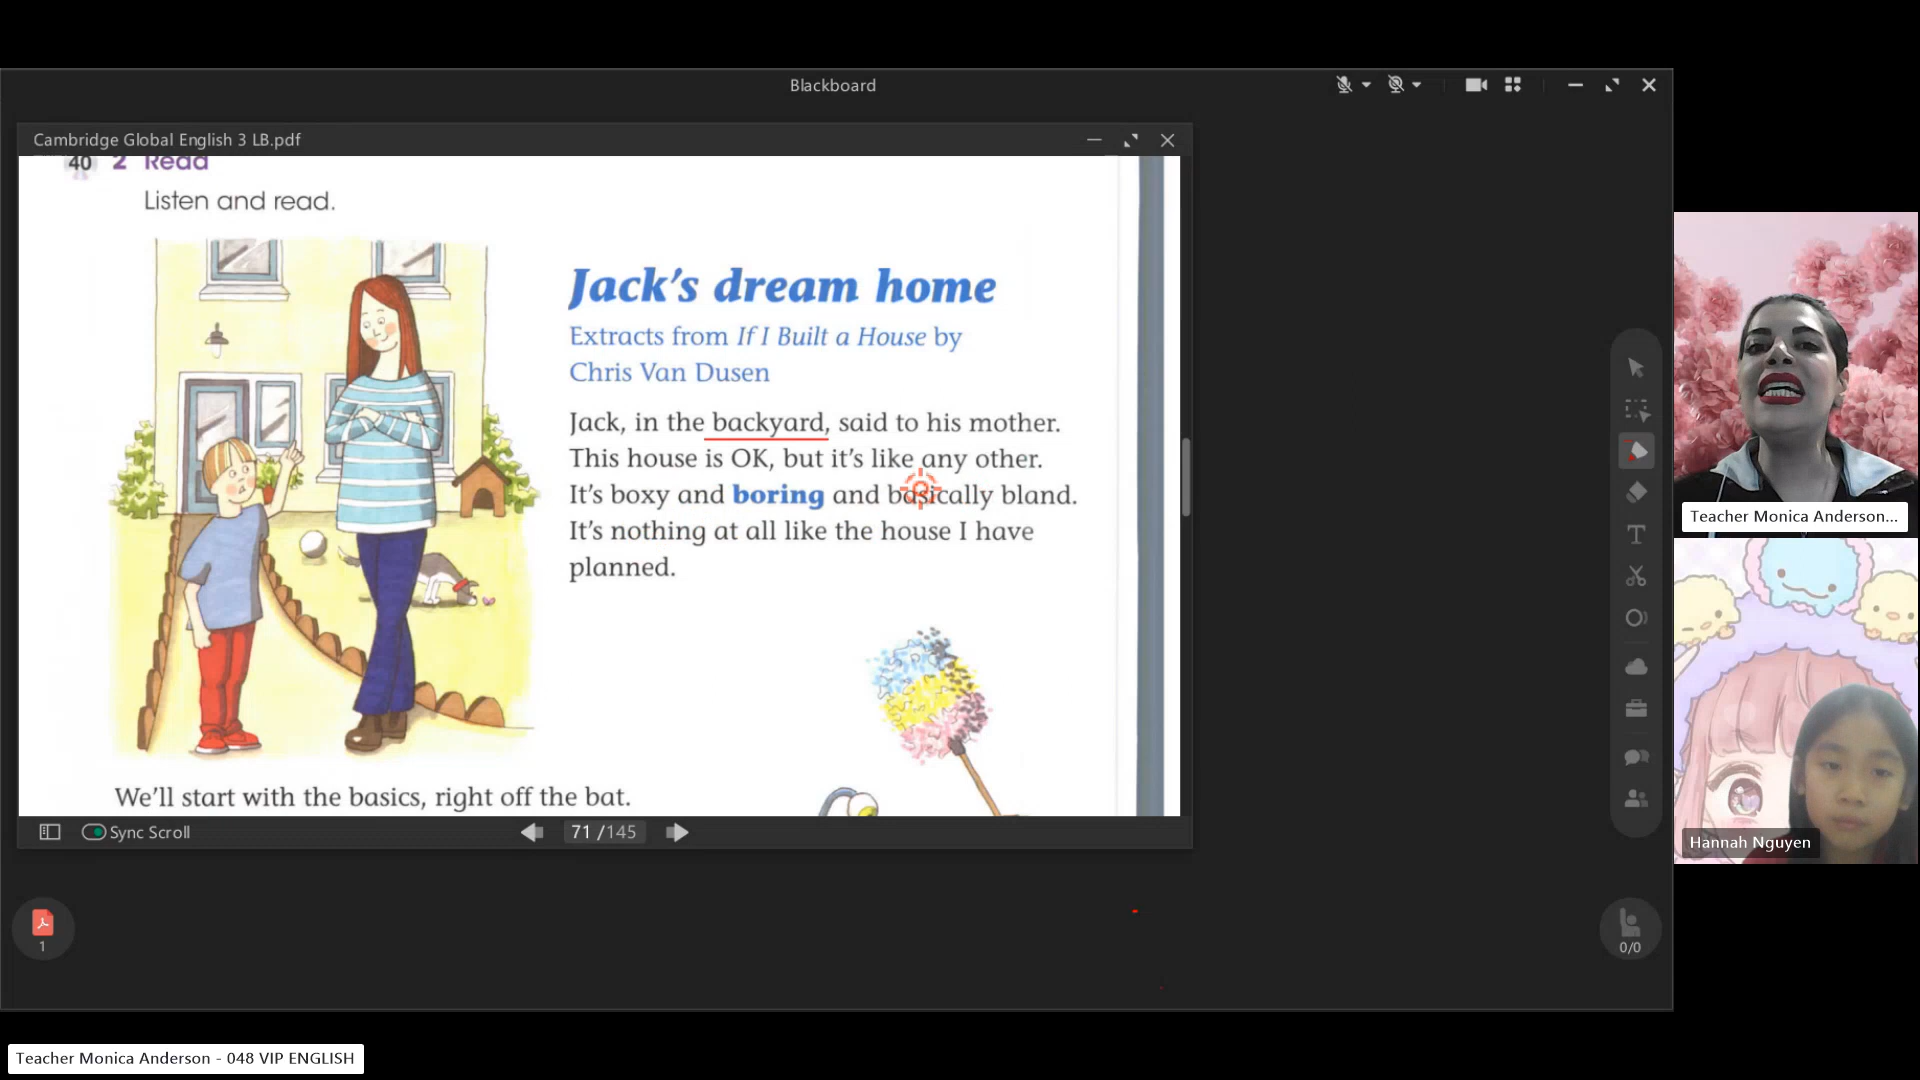 Blackboard
Cambridge Global English 3 LB.pdf
40 2 Read
Listen and read.
Jack's dream home
Extracts from If I Built a House by
Chris Van Dusen
Jack, in the backyard, said to his mother.
This house is OK, but it's like any other.
It's boxy and boring and basically bland.
It's nothing at all like the house I have
planned.
We'll start with the basics, right off the bat.
Sync Scroll
71 /145
1
T
0/0
Teacher Monica Anderson...
Hannah Nguyen
Teacher Monica Anderson - 048 VIP ENGLISH